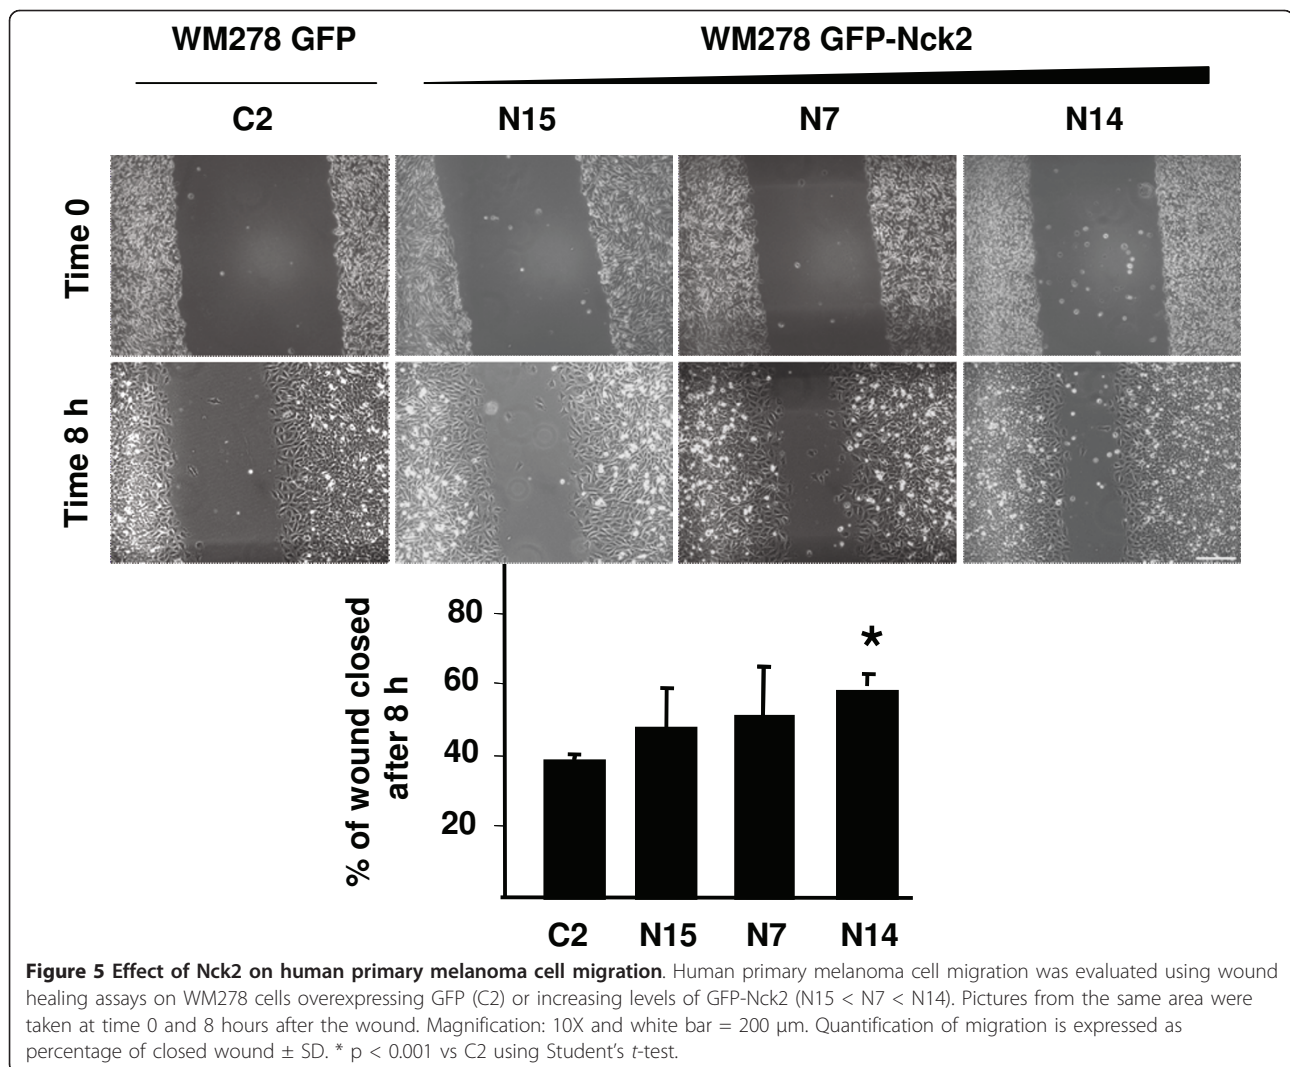 WM278 GFP
WM278 GFP-Nck2
C2
N15
N7
N14
Time 0
Time 8 h
% of wound closed
after 8 h
80
60
40
20
*
C2
N15
N7
N14
Figure 5 Effect of Nck2 on human primary melanoma cell migration. Human primary melanoma cell migration was evaluated using wound
healing assays on WM278 cells overexpressing GFP (C2) or increasing levels of GFP-Nck2 (N15 < N7 < N14). Pictures from the same area were
taken at time 0 and 8 hours after the wound. Magnification: 10X and white bar = 200 μm. Quantification of migration is expressed as
percentage of closed wound ± SD. * p < 0.001 vs C2 using Student's t-test.